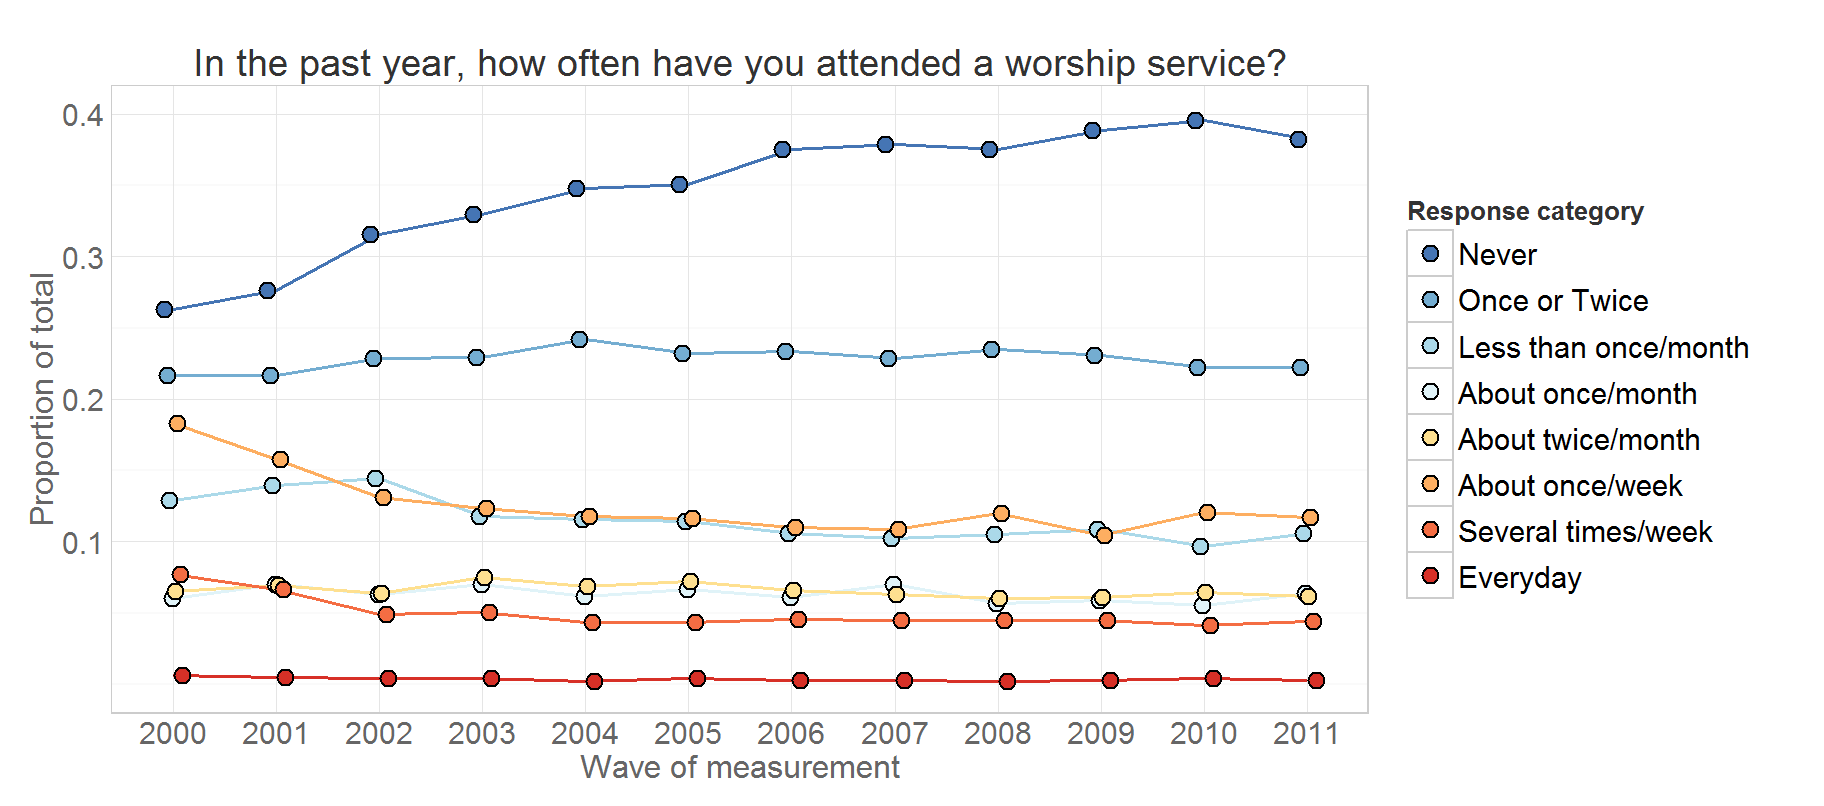 In the past year, how often have you attended a worship service?
Proportion of total
0.4
0.3
0.2
0.1
2000 2001 2002 2003 2004 2005 2006 2007 2008 2009 2010 2011
Wave of measurement
Response category
Never
Once or Twice
Less than once/month
About once/month
About twice/month
About once/week
Several times/week
Everyday